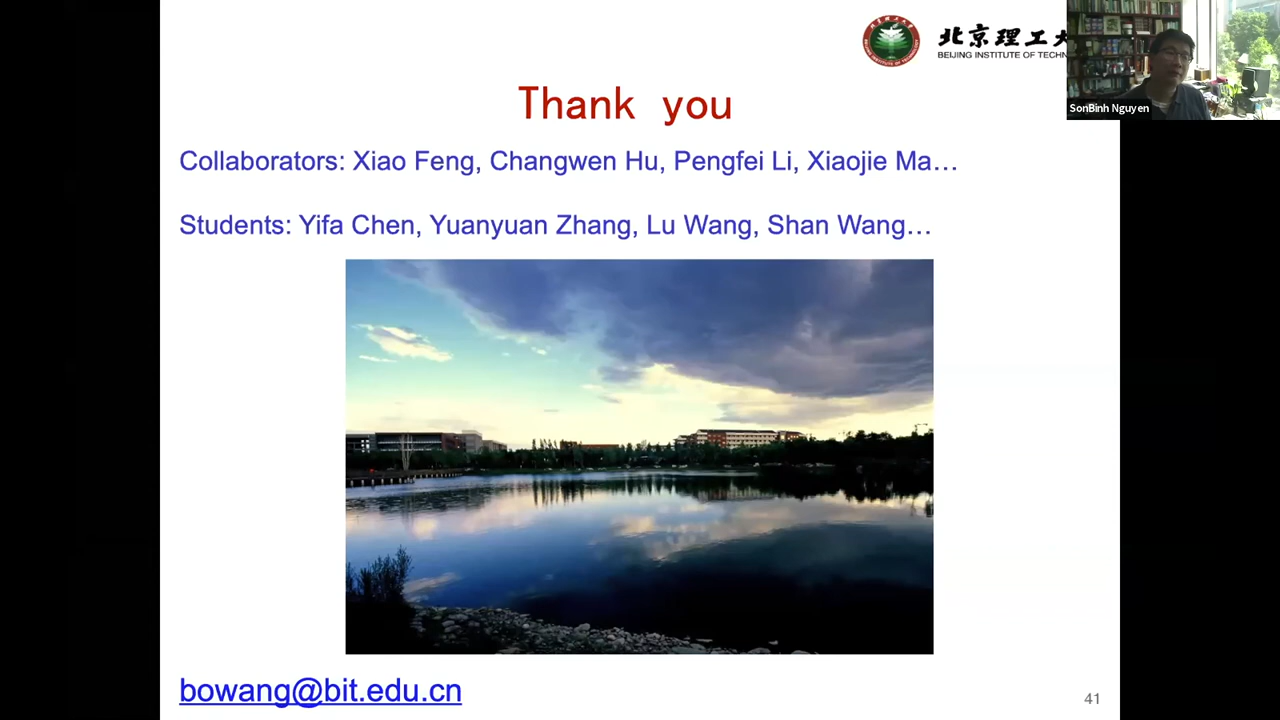 北京理工大
BEIJING INSTITUTE OF TECHN
SonBinh Nguyen
Thank you
Collaborators: Xiao Feng, Changwen Hu, Pengfei Li, Xiaojie Ma…
Students: Yifa Chen, Yuanyuan Zhang, Lu Wang, Shan Wang…
bowang@bit.edu.cn
41